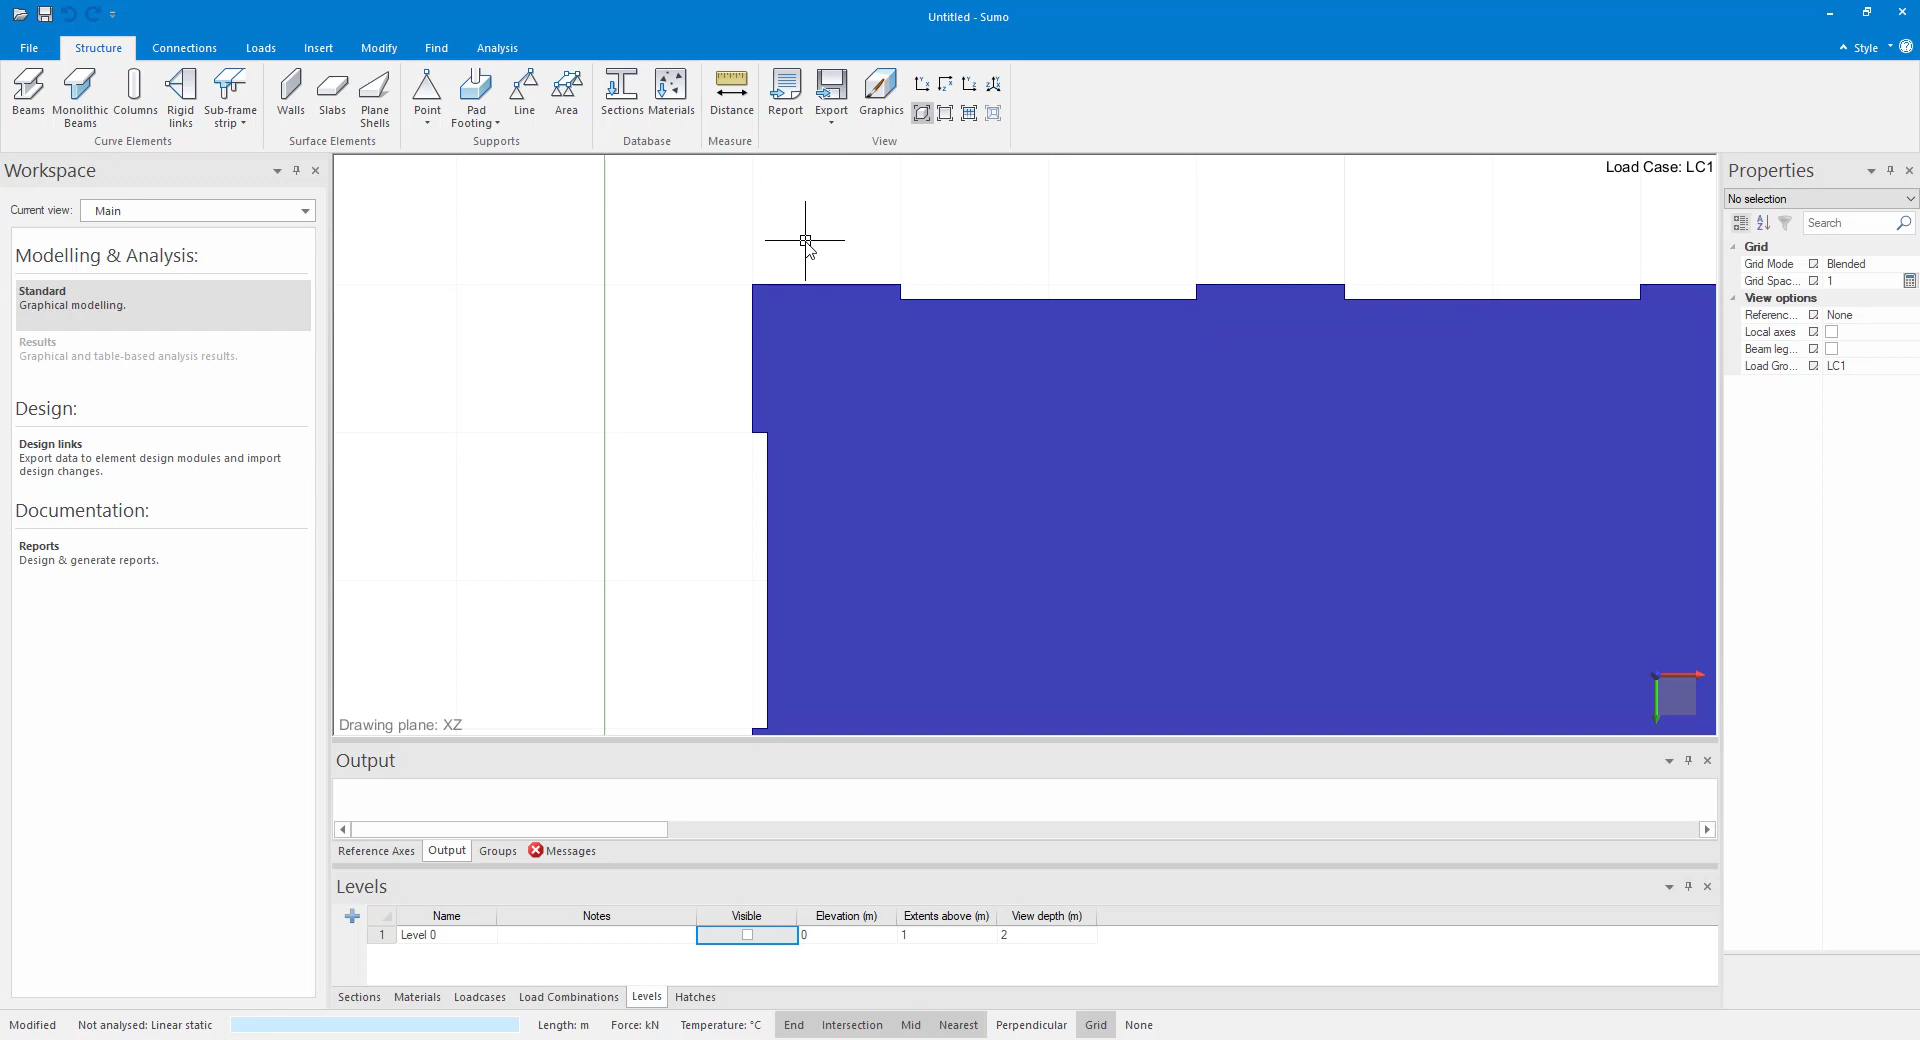 Untitled - Sumo
File Structure Connections Loads Insert Modify Find Analysis Style
Beams Monolithic Beams Columns Rigid links Sub-frame strip Walls Slabs Plane Shells Point Pad Footing Line Area Sections Materials Distance Report Export Graphics
Curve Elements Surface Elements Supports Database Measure View
Workspace
Current view: Main
Modelling & Analysis:
Standard
Graphical modelling.
Results
Graphical and table-based analysis results.
Design:
Design links
Export data to element design modules and import
design changes.
Documentation:
Reports
Design & generate reports.
Load Case: LC1
Drawing plane: XZ
Properties
No selection
Search
Grid
Grid Mode Blended
Grid Spac... 1
View options
Referenc... None
Local axes
Beam leg...
Load Gro... LC1
Output
Reference Axes Output Groups Messages
Levels
Name Notes Visible Elevation (m) Extents above (m) View depth (m)
1 Level 0 0 1 2
Sections Materials Loadcases Load Combinations Levels Hatches
Modified Not analysed: Linear static Length: m Force: kN Temperature: °C End Intersection Mid Nearest Perpendicular Grid None